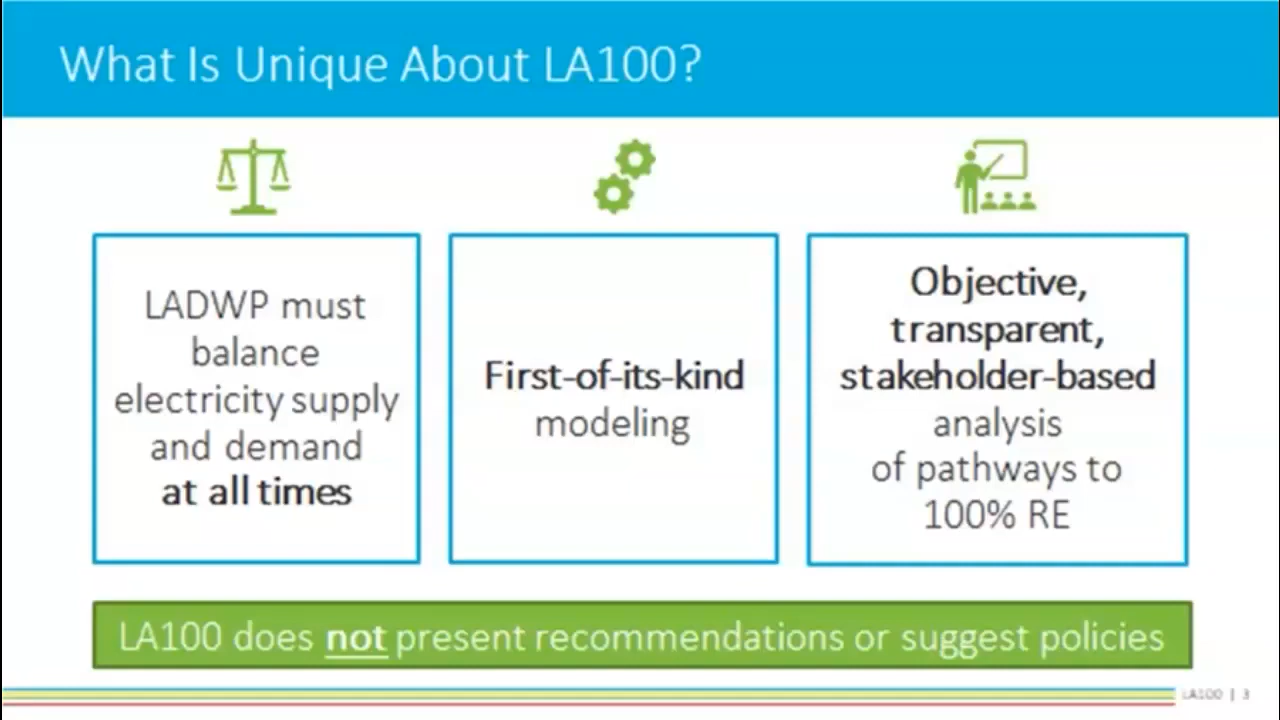 What Is Unique About LA100?
LADWP must
balance
electricity supply
and demand
at all times
First-of-its-kind
modeling
Objective,
transparent,
stakeholder-based
analysis
of pathways to
100% RE
LA100 does not present recommendations or suggest policies
LA100 | 3